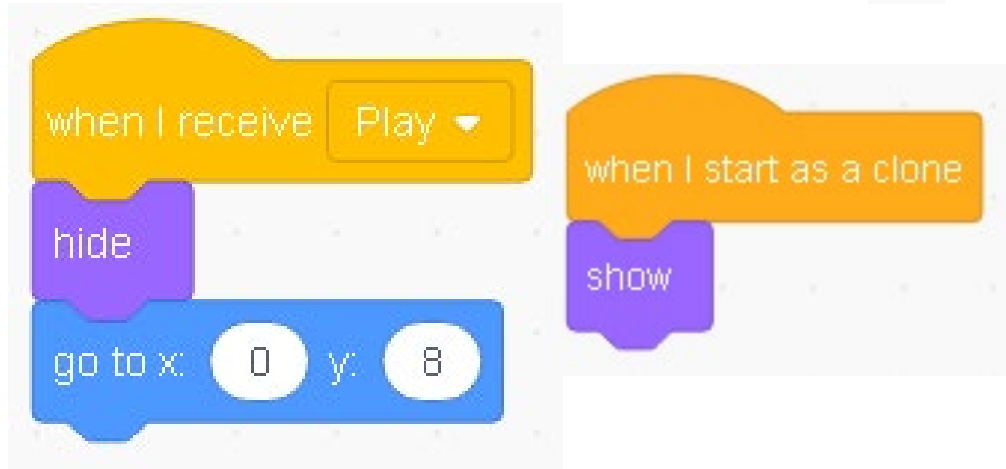 when I receive Play
hide
go to x: 0 y: 8
when I start as a clone
show